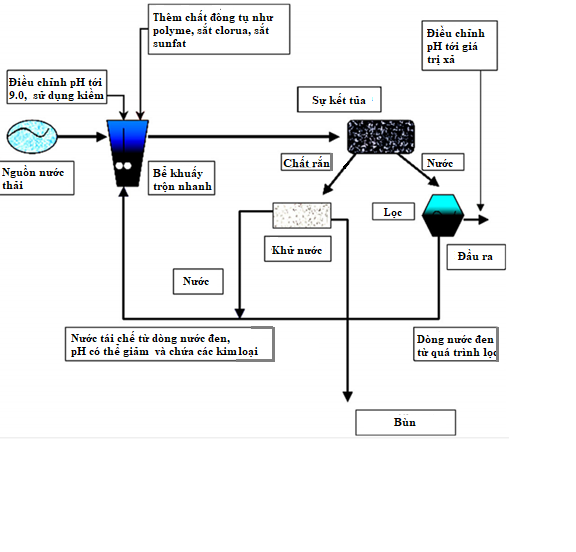 Thêm chất đông tụ như
polyme, sắt clorua, sắt
sunfat
Điều chỉnh
pH tới giá
trị xả
Điều chỉnh pH tới
9.0, sử dụng kiềm
Sự kết tủa
Chất rắn
Nước
Nguồn nước
thải
Bể khuấy
trộn nhanh
Lọc
Khử nước
Đầu ra
Nước
Nước tái chế từ dòng nước đen,
pH có thể giảm và chứa các kim loại
Dòng nước đen
từ quá trình lọc
Bùn